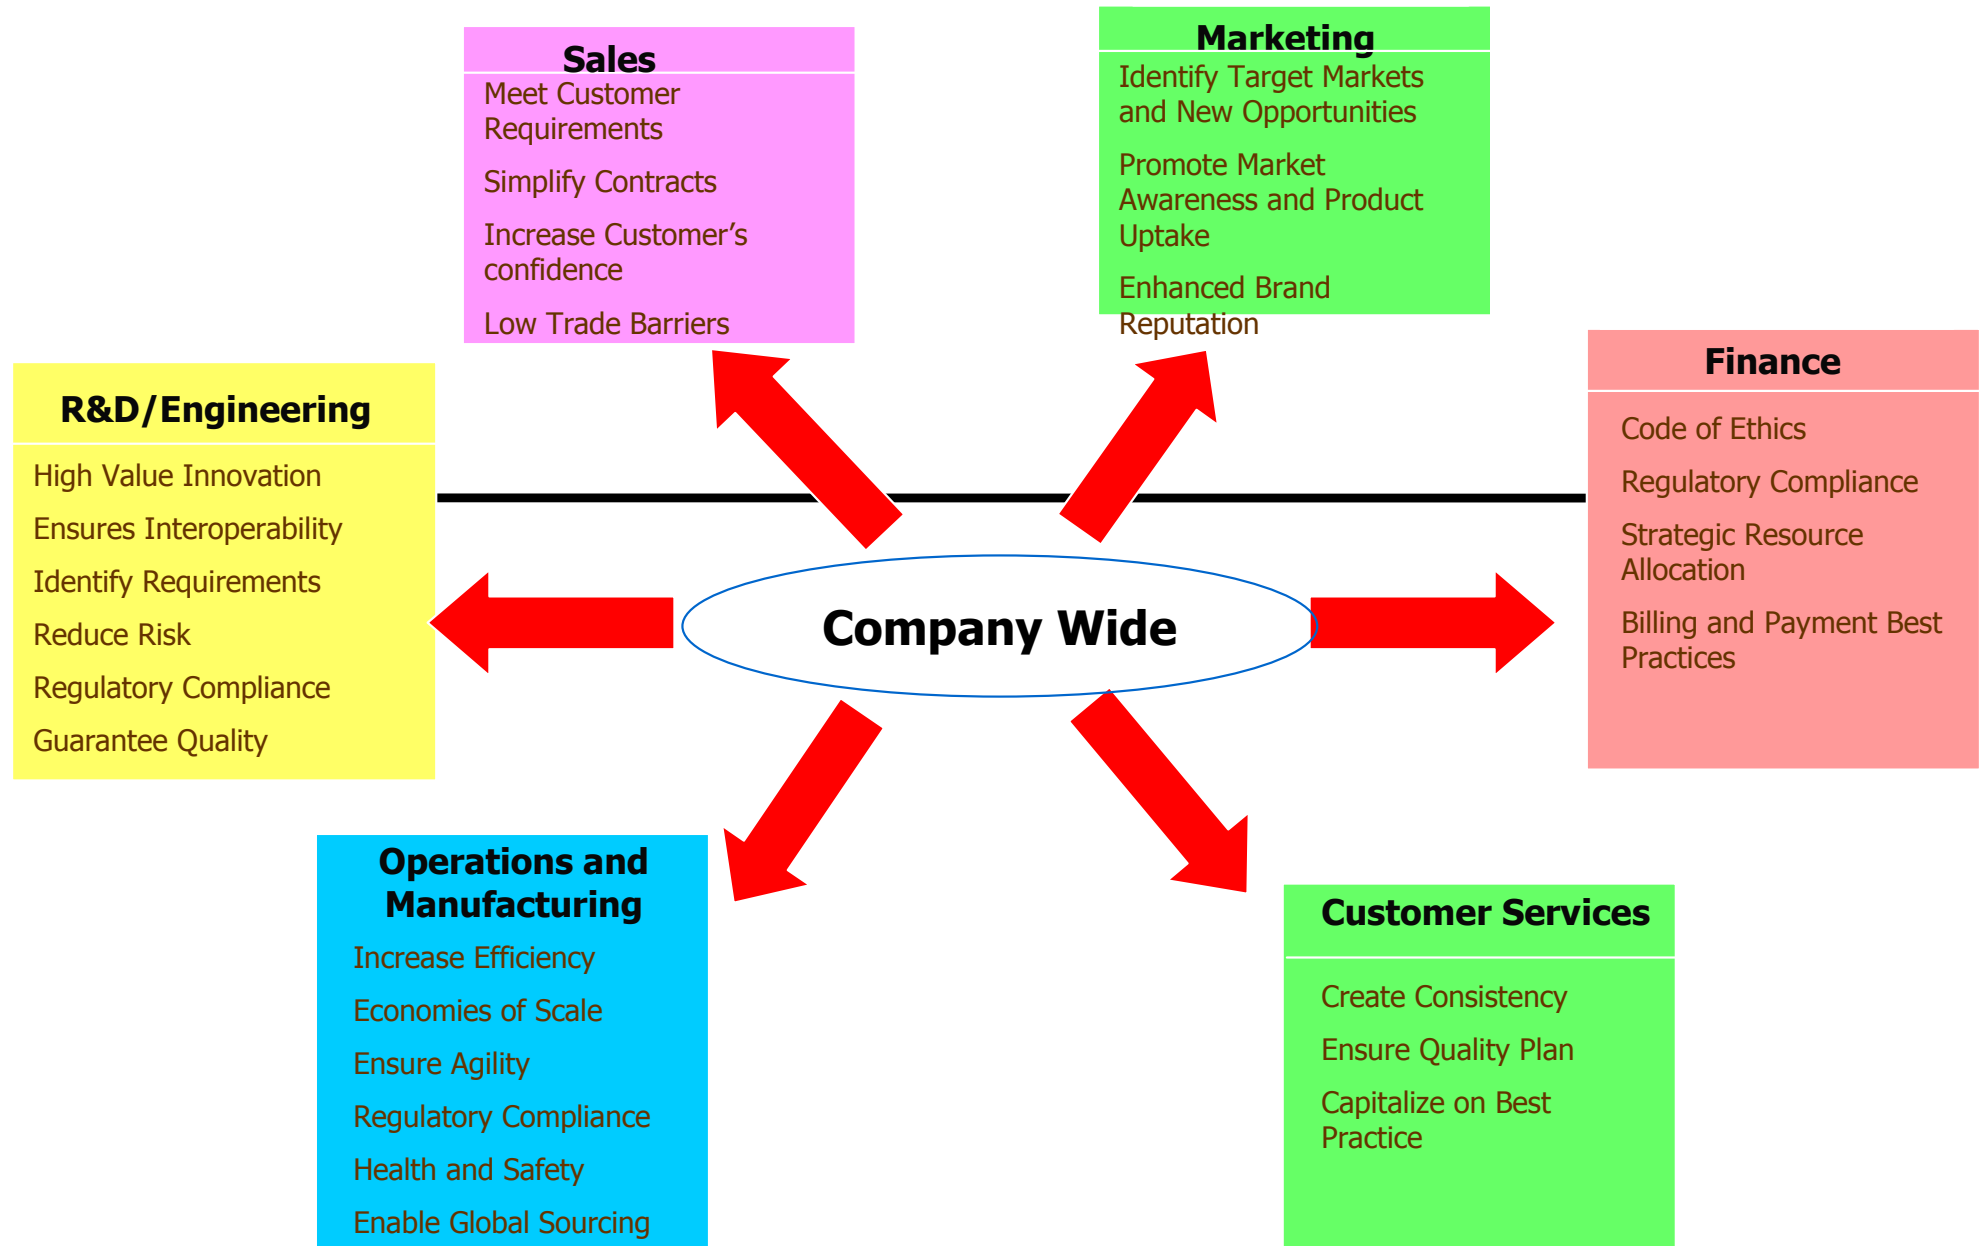 Sales
Meet Customer
Requirements
Simplify Contracts
Increase Customer’s
confidence
Low Trade Barriers
Marketing
Identify Target Markets
and New Opportunities
Promote Market
Awareness and Product
Uptake
Enhanced Brand
Reputation
R&D/Engineering
High Value Innovation
Ensures Interoperability
Identify Requirements
Reduce Risk
Regulatory Compliance
Guarantee Quality
Company Wide
Finance
Code of Ethics
Regulatory Compliance
Strategic Resource
Allocation
Billing and Payment Best
Practices
Operations and
Manufacturing
Increase Efficiency
Economies of Scale
Ensure Agility
Regulatory Compliance
Health and Safety
Enable Global Sourcing
Customer Services
Create Consistency
Ensure Quality Plan
Capitalize on Best
Practice